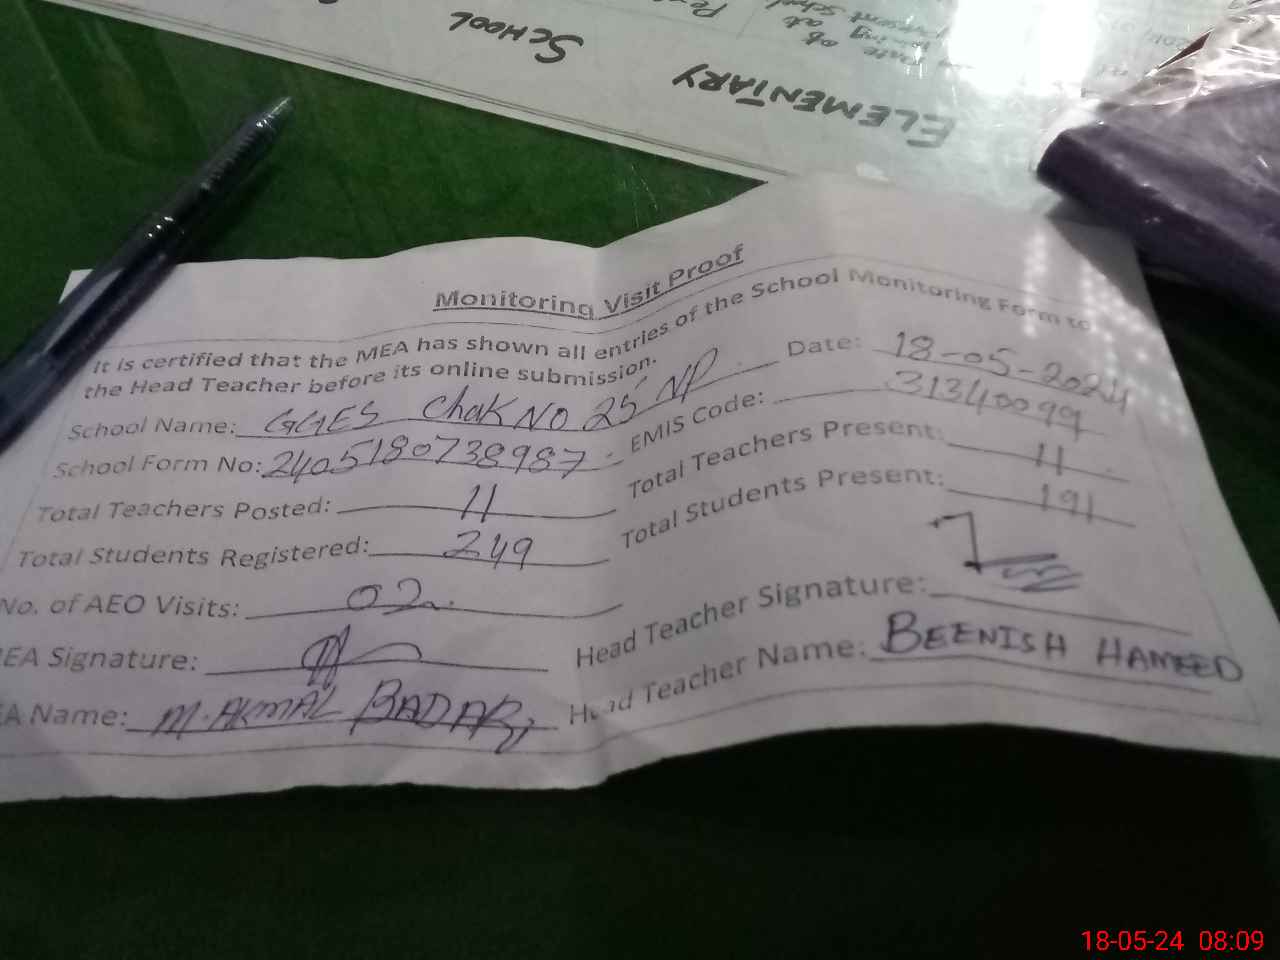 SCHOOL
ELEMENTARY
Monitoring Visit Proof
It is certified that the MEA has shown all entries of the School Monitoring Form to
the Head Teacher before its online submission.
Date: 18-05-2024
School Name: GGES Chak No 25 NP
EMIS Code: 31340099
School Form No: 2405180738987
Total Teachers Present: 11
Total Teachers Posted: 11
Total Students Present: 191
Total Students Registered: 249
No. of AEO Visits: 02
Head Teacher Signature:
EA Signature:
Head Teacher Name: BEENISH HAMEED
EA Name: M. AKMAL BADAR
18-05-24 08:09